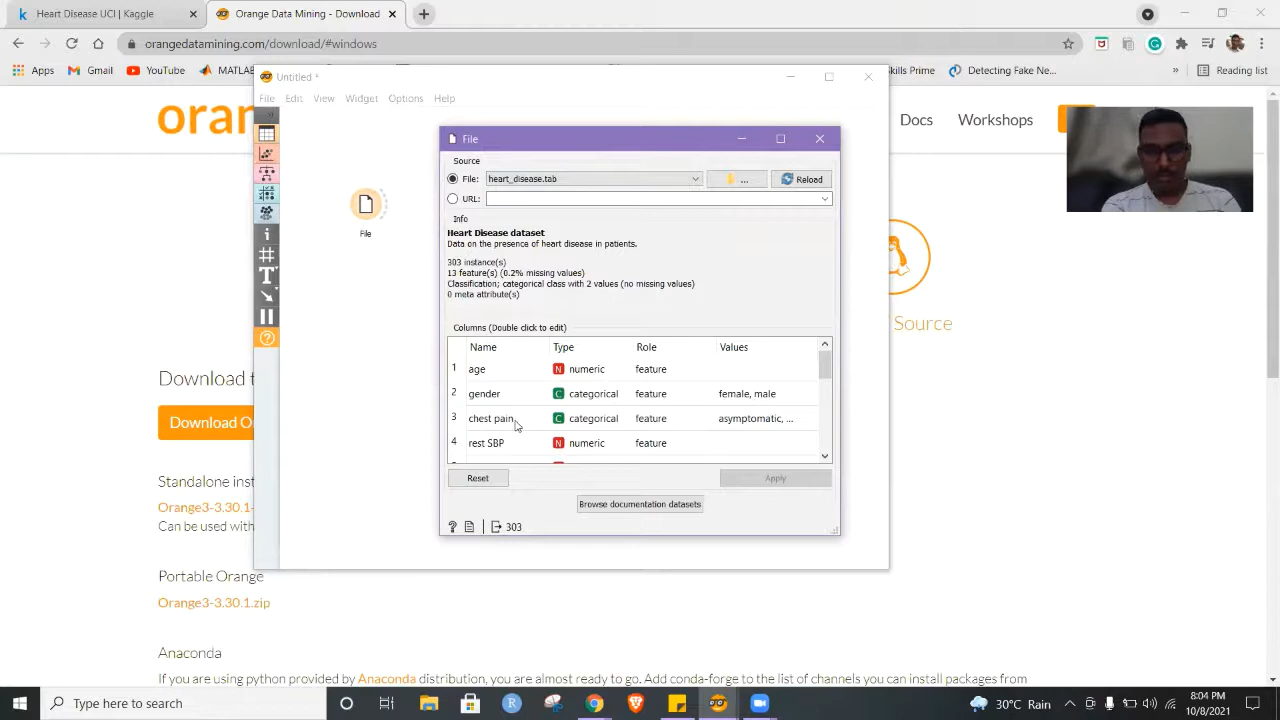 Heart Disease UCI | Kaggle
Orange Data Mining - Download
orangedatamining.com/download/#windows
Apps
Gmail
YouTube
MATLAB
kills Prime
Detecting Fake Ne...
»
Reading list
oran
Docs
Workshops
Untitled *
File
Edit
View
Widget
Options
Help
File
File
Source
File:
heart_disease.tab
...
Reload
URL:
Info
Heart Disease dataset
Data on the presence of heart disease in patients.
303 instance(s)
13 feature(s) (0.2% missing values)
Classification; categorical class with 2 values (no missing values)
0 meta attribute(s)
Columns (Double click to edit)
Name Type Role Values
1 age N numeric feature
2 gender C categorical feature female, male
3 chest pain C categorical feature asymptomatic, ...
4 rest SBP N numeric feature
Reset
Apply
Browse documentation datasets
? 303
Source
Download t
Download O
Standalone inst
Orange3-3.30.1-
Can be used with
Portable Orange
Orange3-3.30.1.zip
Anaconda
If you are using python provided by Anaconda distribution, you are almost ready to go. Add conda-forge to the list of channels you can install packages from
Type here to search
30°C Rain
8:04 PM
10/8/2021